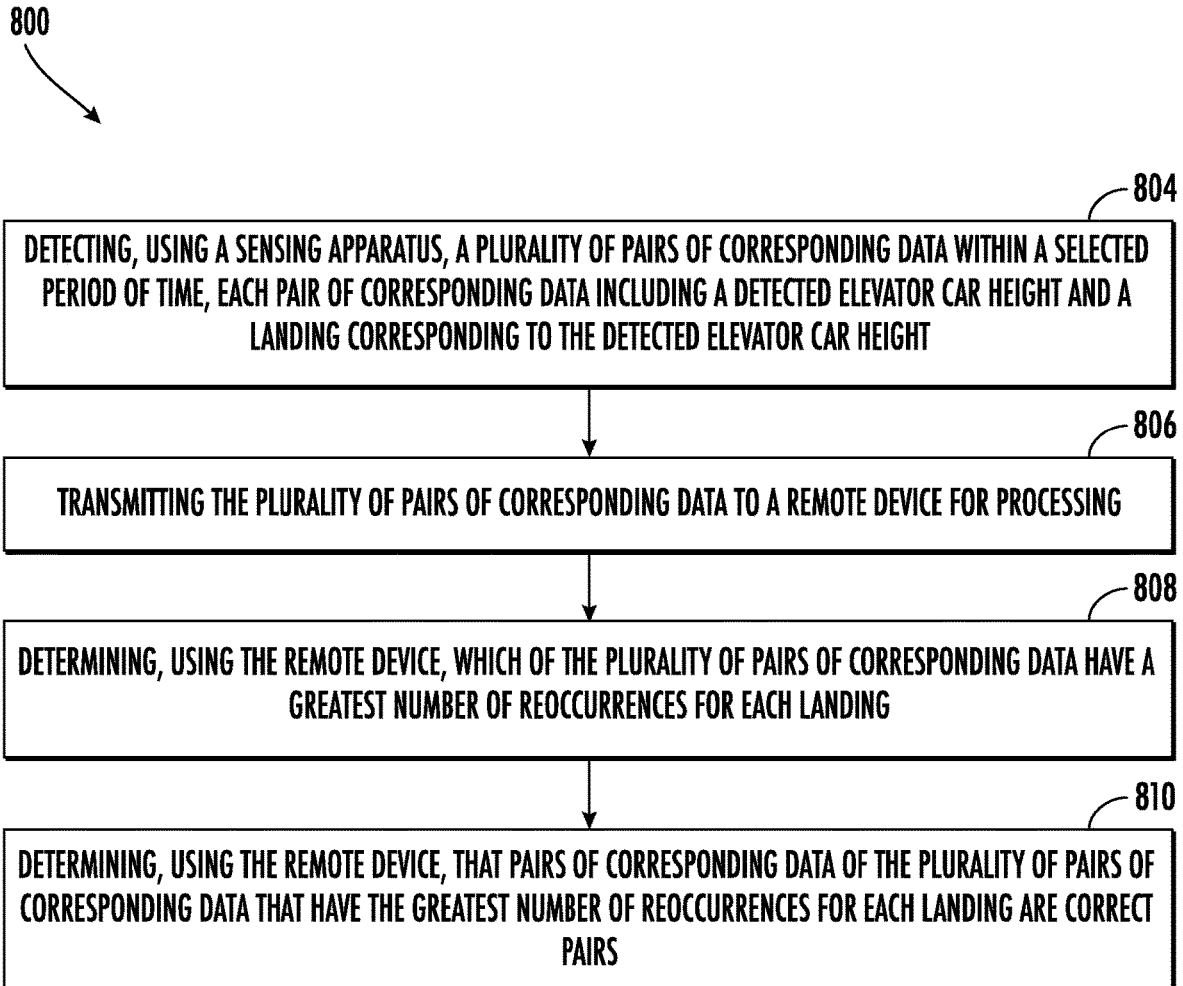 800
804
DETECTING, USING A SENSING APPARATUS, A PLURALITY OF PAIRS OF CORRESPONDING DATA WITHIN A SELECTED
PERIOD OF TIME, EACH PAIR OF CORRESPONDING DATA INCLUDING A DETECTED ELEVATOR CAR HEIGHT AND A
LANDING CORRESPONDING TO THE DETECTED ELEVATOR CAR HEIGHT
806
TRANSMITTING THE PLURALITY OF PAIRS OF CORRESPONDING DATA TO A REMOTE DEVICE FOR PROCESSING
808
DETERMINING, USING THE REMOTE DEVICE, WHICH OF THE PLURALITY OF PAIRS OF CORRESPONDING DATA HAVE A
GREATEST NUMBER OF REOCCURRENCES FOR EACH LANDING
810
DETERMINING, USING THE REMOTE DEVICE, THAT PAIRS OF CORRESPONDING DATA OF THE PLURALITY OF PAIRS OF
CORRESPONDING DATA THAT HAVE THE GREATEST NUMBER OF REOCCURRENCES FOR EACH LANDING ARE CORRECT
PAIRS